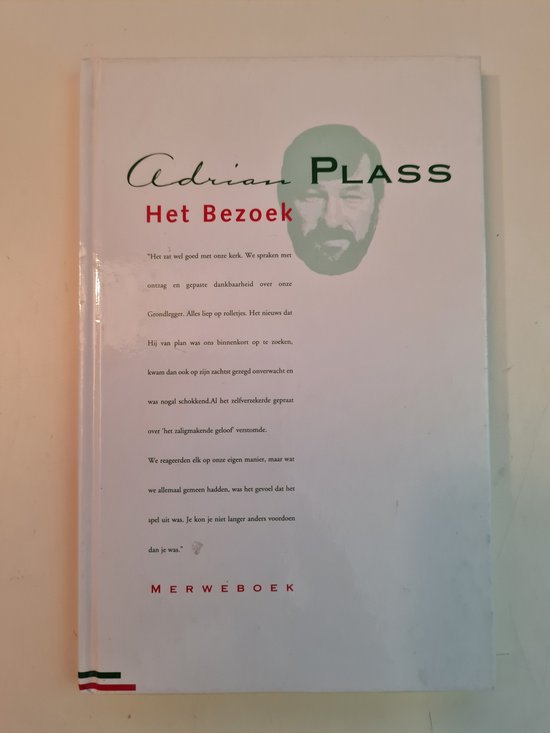 Adrian PLASS
Het Bezoek
"Het zat wel goed met onze kerk. We spraken met
ontzag en gepaste dankbaarheid over onze
Grondlegger. Alles liep op rolletjes. Het nieuws dat
Hij van plan was ons binnenkort op te zoeken,
kwam dan ook op zijn zachtst gezegd onverwacht en
was nogal schokkend.Al het zelfverzekerde gepraat
over 'het zaligmakende geloof' verstomde.
We reageerden elk op onze eigen manier, maar wat
we allemaal gemeen hadden, was het gevoel dat het
spel uit was. Je kon je niet langer anders voordoen
dan je was."
MERWEBOEK